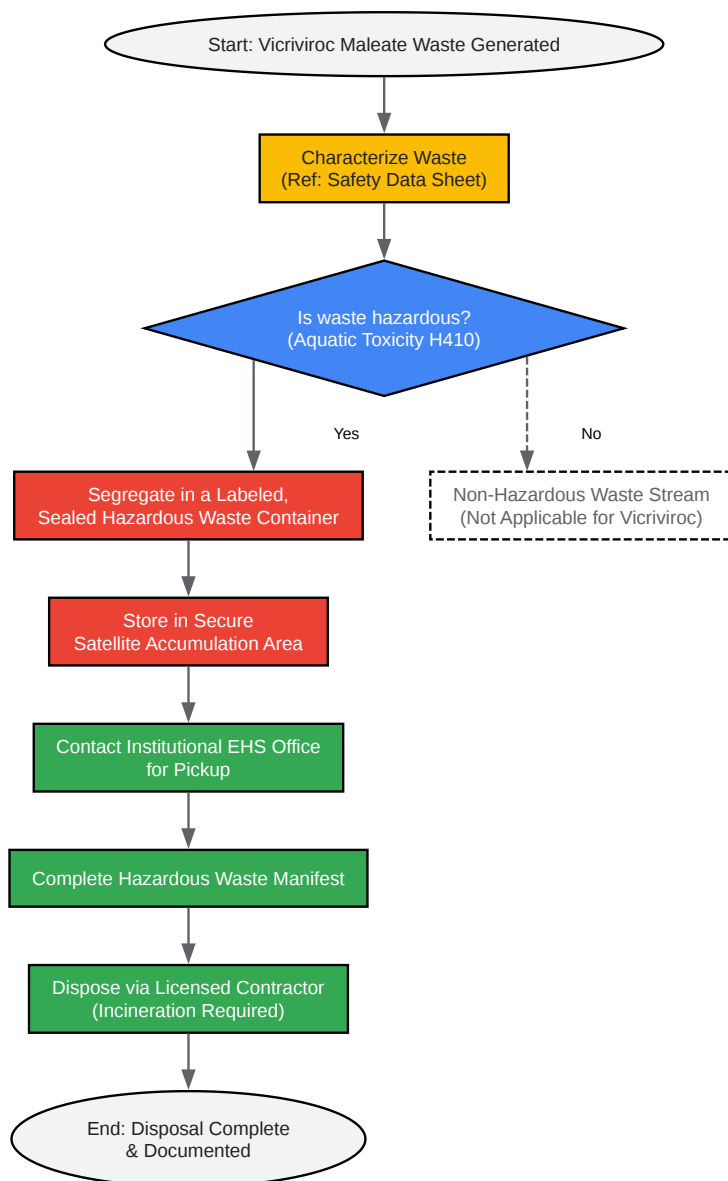 Start: Vicriviroc Maleate Waste Generated
Characterize Waste
(Ref: Safety Data Sheet)
Is waste hazardous?
(Aquatic Toxicity H410)
Yes
No
Segregate in a Labeled,
Sealed Hazardous Waste Container
Non-Hazardous Waste Stream
(Not Applicable for Vicriviroc)
Store in Secure
Satellite Accumulation Area
Contact Institutional EHS Office
for Pickup
Complete Hazardous Waste Manifest
Dispose via Licensed Contractor
(Incineration Required)
End: Disposal Complete
& Documented